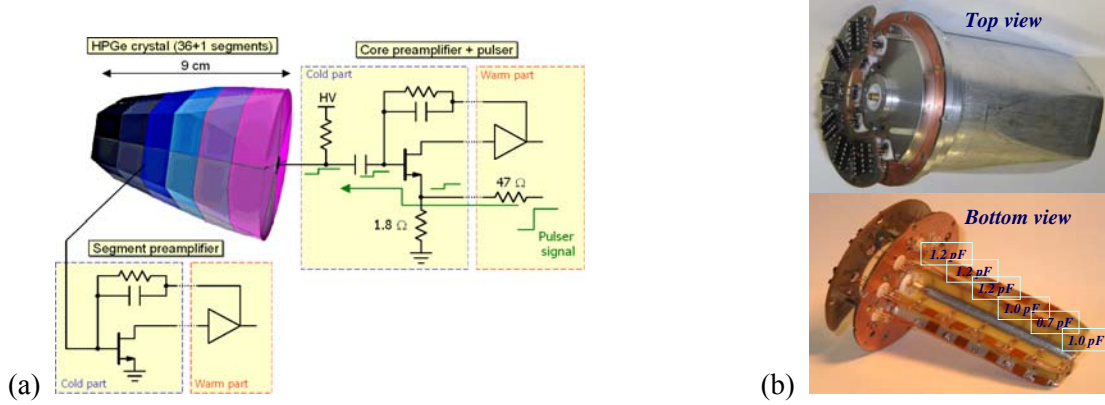 HPGe crystal (36+1 segments)
9 cm
Core preamplifier + pulser
Cold part
Warm part
HV
47 Ω
1.8 Ω
Pulser
signal
Segment preamplifier
Cold part
Warm part
(a)
Top view
Bottom view
1.2 pF
1.2 pF
1.2 pF
1.0 pF
0.7 pF
1.0 pF
(b)